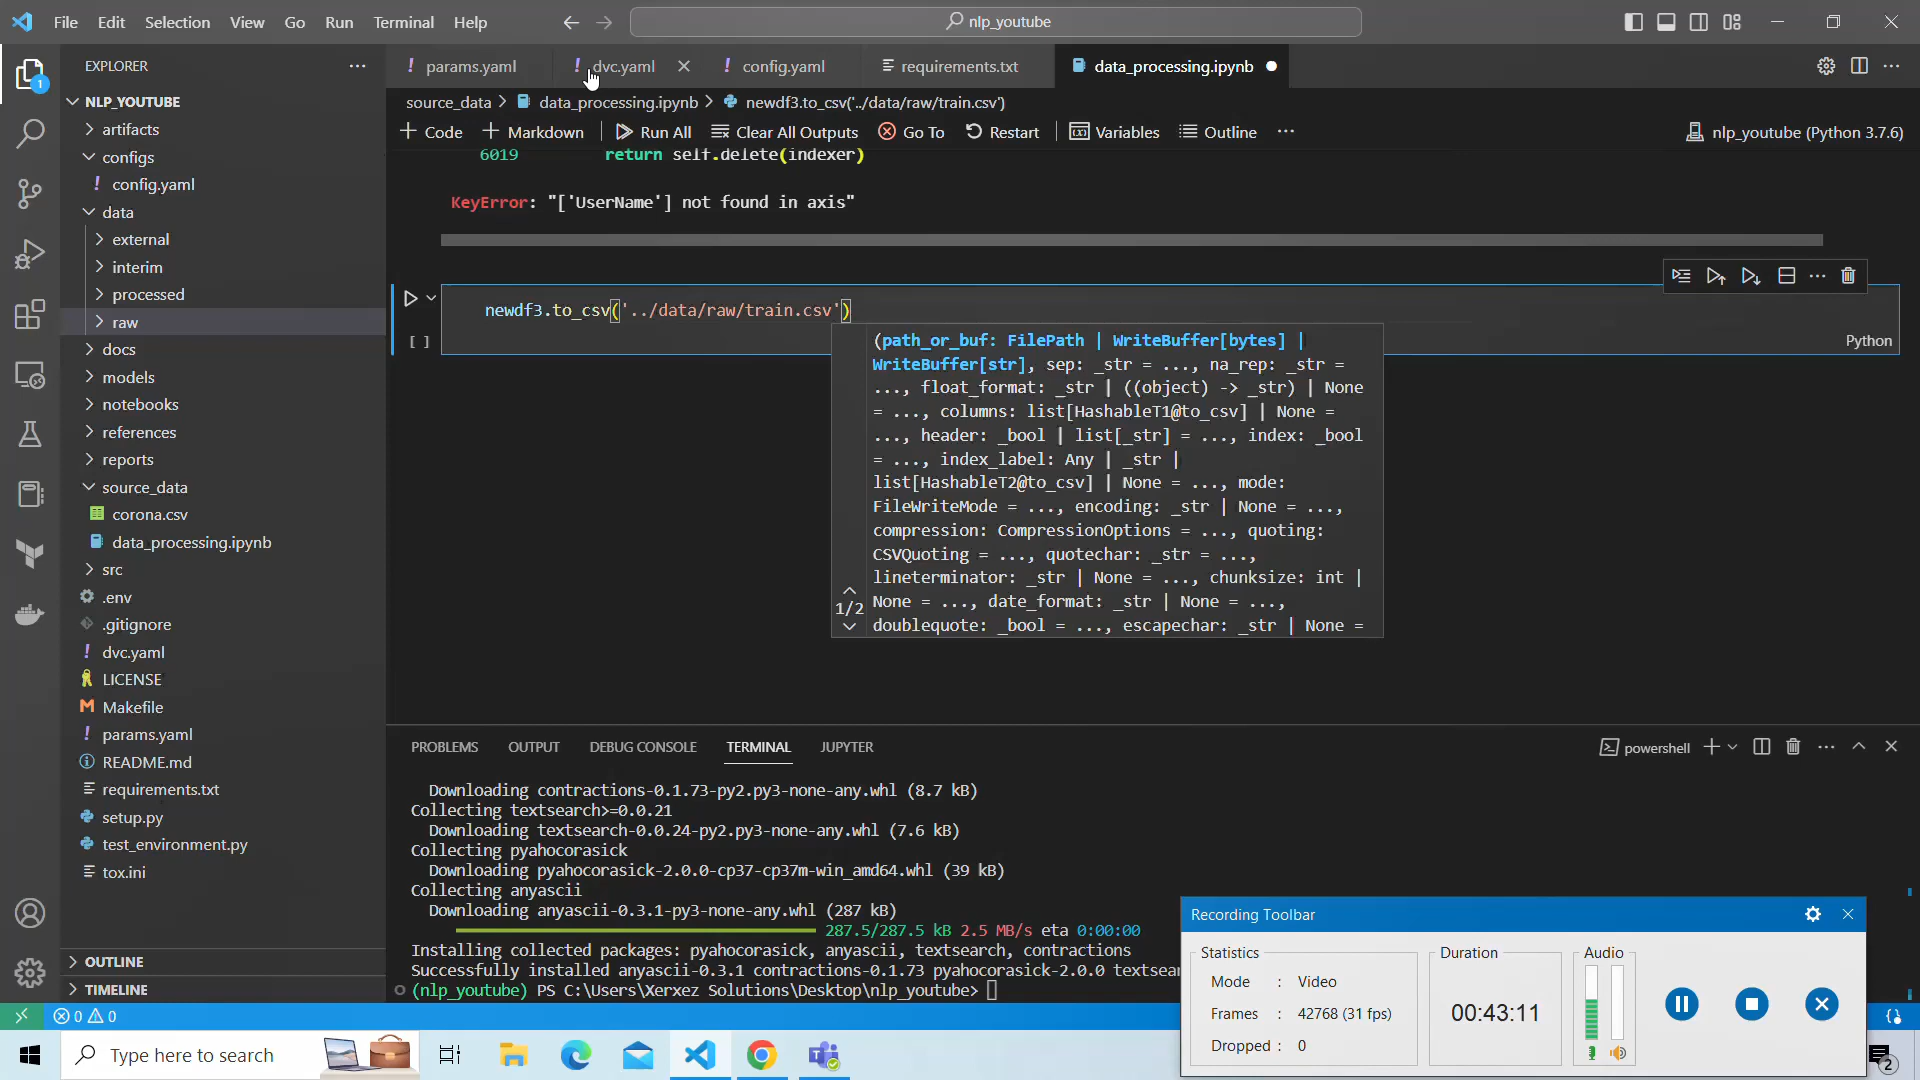 File Edit Selection View Go Run Terminal Help
nlp_youtube
EXPLORER
params.yaml
dvc.yaml
config.yaml
requirements.txt
data_processing.ipynb
source_data > data_processing.ipynb > newdf3.to_csv('../data/raw/train.csv')
+ Code + Markdown Run All Clear All Outputs Go To Restart Variables Outline
nlp_youtube (Python 3.7.6)
1
NLP_YOUTUBE
artifacts
configs
config.yaml
data
external
interim
processed
raw
docs
models
notebooks
references
reports
source_data
corona.csv
data_processing.ipynb
src
.env
.gitignore
dvc.yaml
LICENSE
Makefile
params.yaml
README.md
requirements.txt
setup.py
test_environment.py
tox.ini
OUTLINE
TIMELINE
6019 return self.delete(indexer)
KeyError: "['UserName'] not found in axis"
newdf3.to_csv('../data/raw/train.csv')
[ ]
Python
(path_or_buf: FilePath | WriteBuffer[bytes] |
WriteBuffer[str], sep: _str = ..., na_rep: _str =
..., float_format: _str | ((object) -> _str) | None
= ..., columns: list[HashableT1@to_csv] | None =
..., header: _bool | list[_str] = ..., index: _bool
= ..., index_label: Any | _str |
list[HashableT2@to_csv] | None = ..., mode:
FileWriteMode = ..., encoding: _str | None = ...,
compression: CompressionOptions = ..., quoting:
CSVQuoting = ..., quotechar: _str = ...,
lineterminator: _str | None = ..., chunksize: int |
None = ..., date_format: _str | None = ...,
doublequote: _bool = ..., escapechar: _str | None =
1/2
PROBLEMS OUTPUT DEBUG CONSOLE TERMINAL JUPYTER
powershell
Downloading contractions-0.1.73-py2.py3-none-any.whl (8.7 kB)
Collecting textsearch>=0.0.21
Downloading textsearch-0.0.24-py2.py3-none-any.whl (7.6 kB)
Collecting pyahocorasick
Downloading pyahocorasick-2.0.0-cp37-cp37m-win_amd64.whl (39 kB)
Collecting anyascii
Downloading anyascii-0.3.1-py3-none-any.whl (287 kB)
287.5/287.5 kB 2.5 MB/s eta 0:00:00
Installing collected packages: pyahocorasick, anyascii, textsearch, contractions
Successfully installed anyascii-0.3.1 contractions-0.1.73 pyahocorasick-2.0.0 textsear
(nlp_youtube) PS C:\Users\Xerxez Solutions\Desktop\nlp_youtube>
Recording Toolbar
Statistics
Mode : Video
Frames : 42768 (31 fps)
Dropped : 0
Duration
00:43:11
Audio
0 0
Type here to search
2